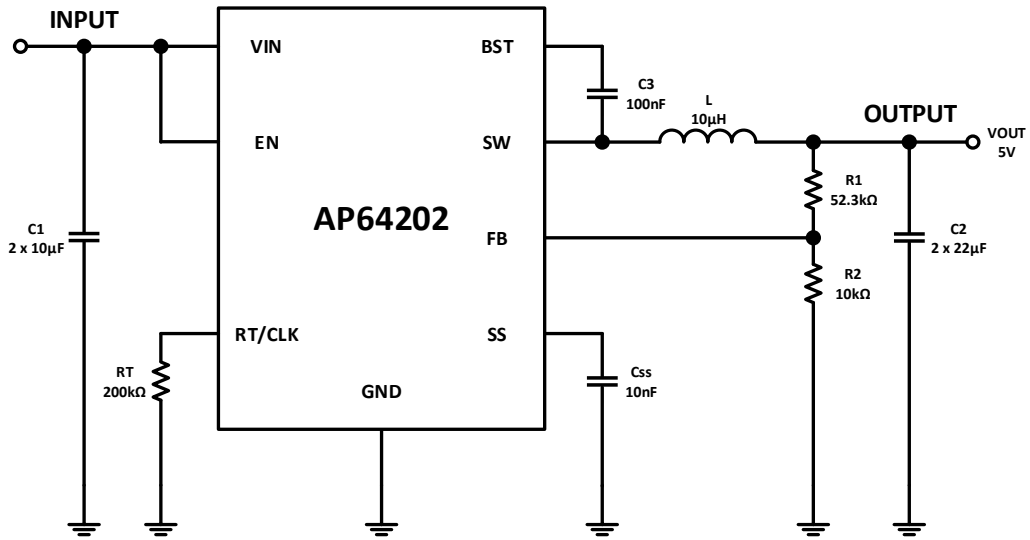 INPUT
VIN
BST
C3
100nF
L
10µH
OUTPUT
VOUT
5V
EN
SW
R1
52.3kΩ
AP64202
C1
2 x 10µF
FB
C2
2 x 22µF
R2
10kΩ
RT/CLK
SS
RT
200kΩ
GND
Css
10nF